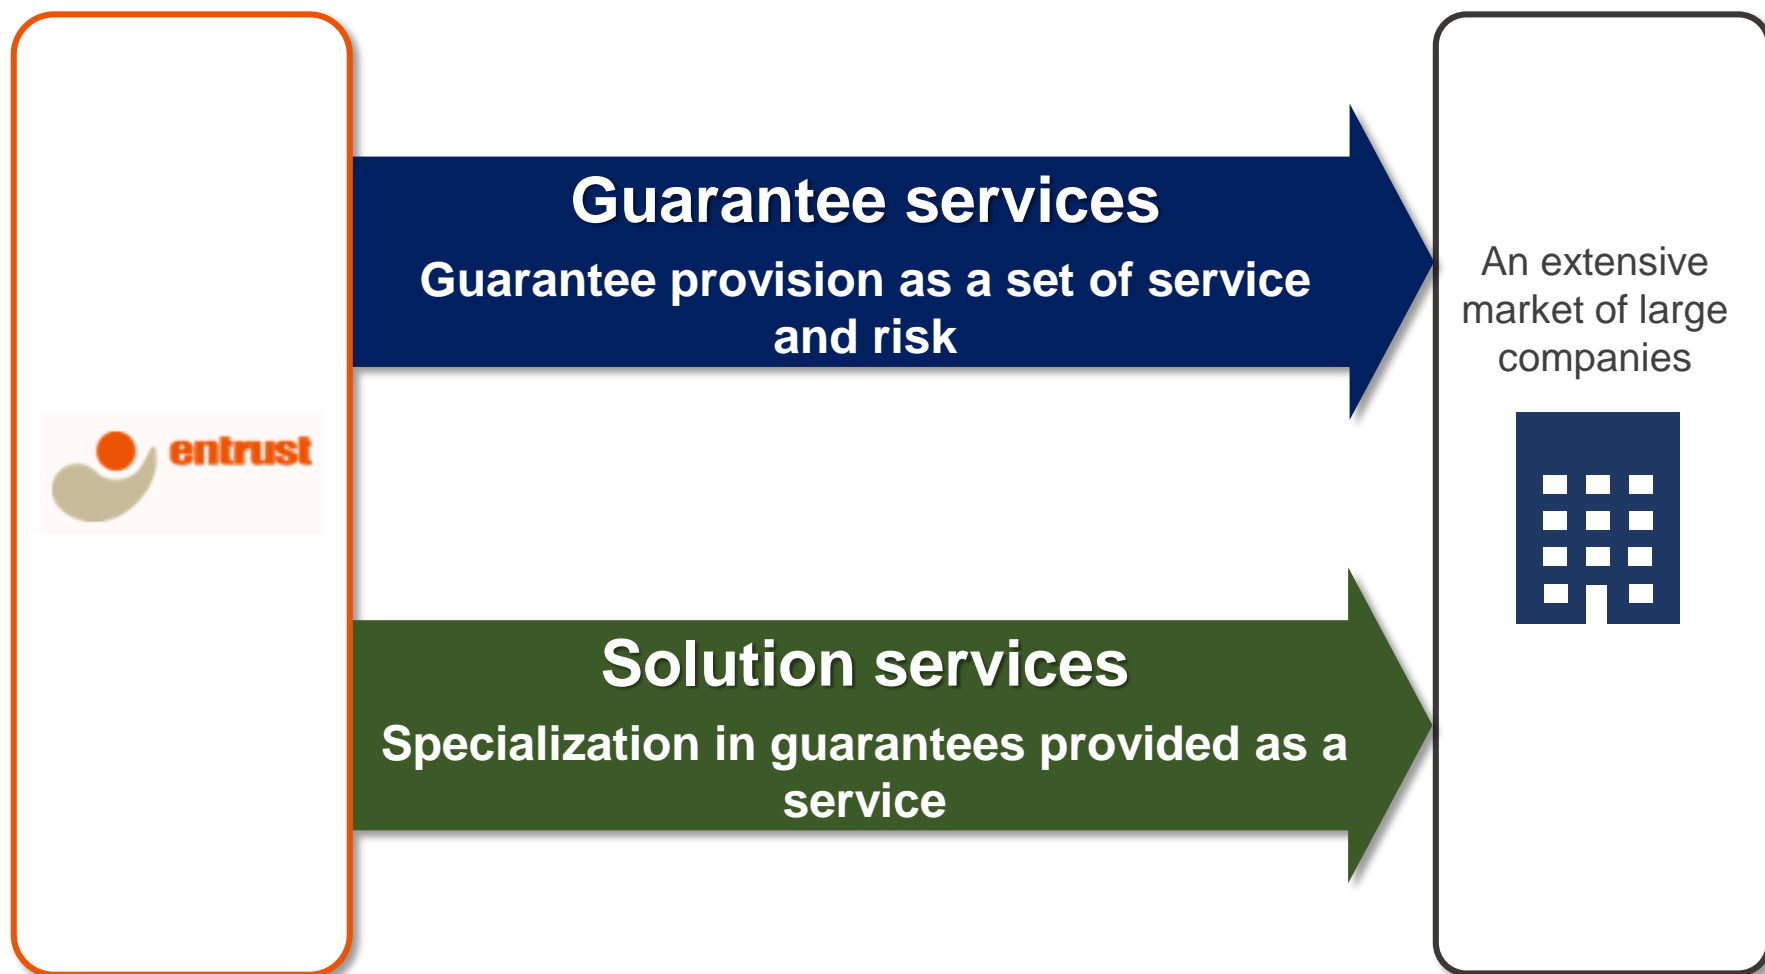 entrust
Guarantee services
Guarantee provision as a set of service
and risk
An extensive
market of large
companies
Solution services
Specialization in guarantees provided as a
service